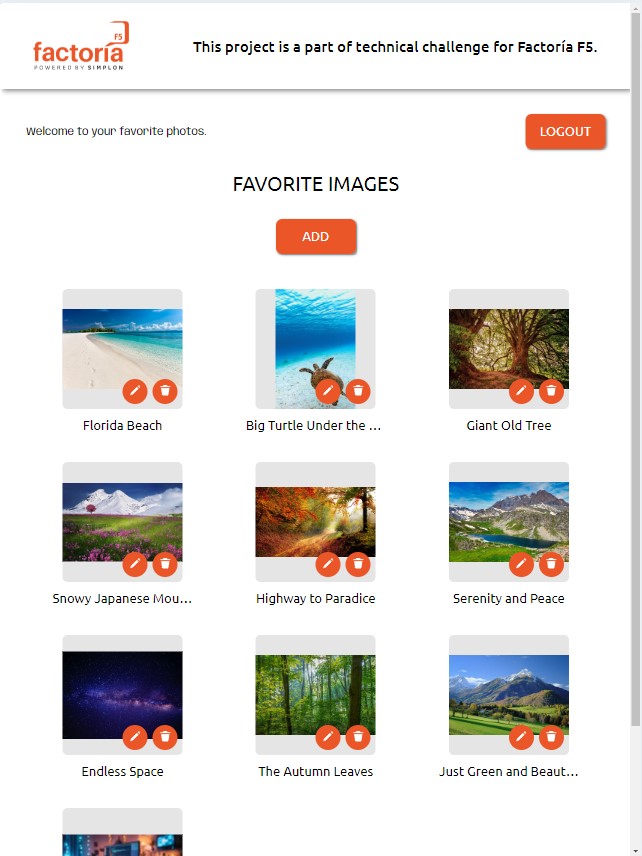 F5
factoría
POWERED BY SIMPLON
This project is a part of technical challenge for Factoría F5.
Welcome to your favorite photos.
LOGOUT
FAVORITE IMAGES
ADD
Florida Beach
Big Turtle Under the ...
Giant Old Tree
Snowy Japanese Mou...
Highway to Paradice
Serenity and Peace
Endless Space
The Autumn Leaves
Just Green and Beaut...